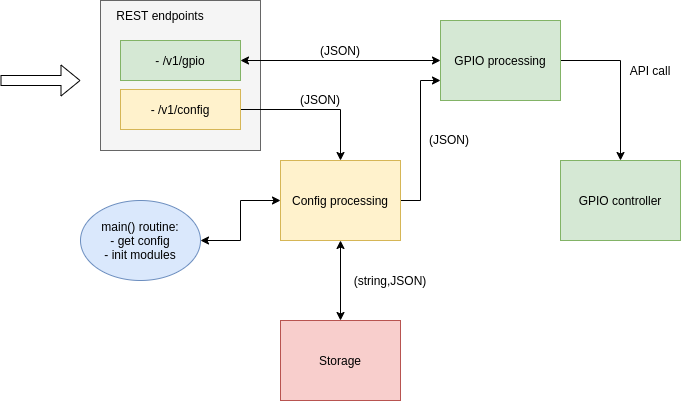 REST endpoints
- /v1/gpio
(JSON)
GPIO processing
API call
- /v1/config
(JSON)
(JSON)
Config processing
GPIO controller
main() routine:
- get config
- init modules
(string,JSON)
Storage